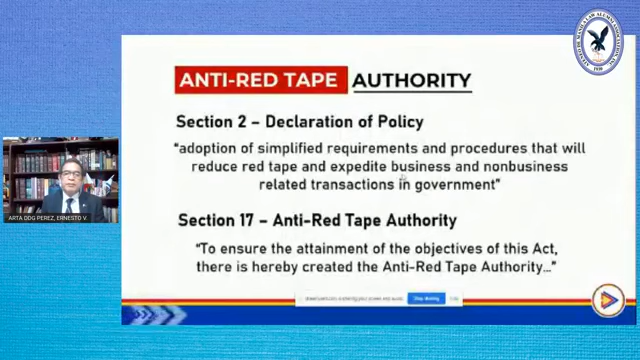 ANTI-RED TAPE AUTHORITY
Section 2 – Declaration of Policy
"adoption of simplified requirements and procedures that will
reduce red tape and expedite business and nonbusiness
related transactions in government"
Section 17 – Anti-Red Tape Authority
"To ensure the attainment of the objectives of this Act,
there is hereby created the Anti-Red Tape Authority..."
ARTA DDG PEREZ, ERNESTO V.
Stop sharing
Hide